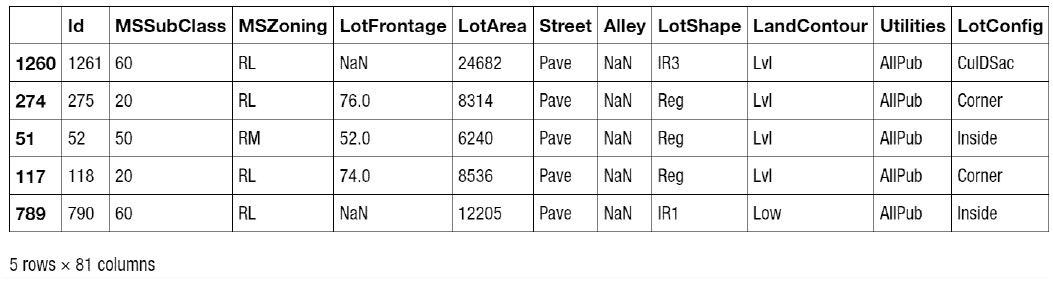 Id MSSubClass MSZoning LotFrontage LotArea Street Alley LotShape LandContour Utilities LotConfig
1260 1261 60 RL NaN 24682 Pave NaN IR3 Lvl AllPub CulDSac
274 275 20 RL 76.0 8314 Pave NaN Reg Lvl AllPub Corner
51 52 50 RM 52.0 6240 Pave NaN Reg Lvl AllPub Inside
117 118 20 RL 74.0 8536 Pave NaN Reg Lvl AllPub Corner
789 790 60 RL NaN 12205 Pave NaN IR1 Low AllPub Inside
5 rows × 81 columns